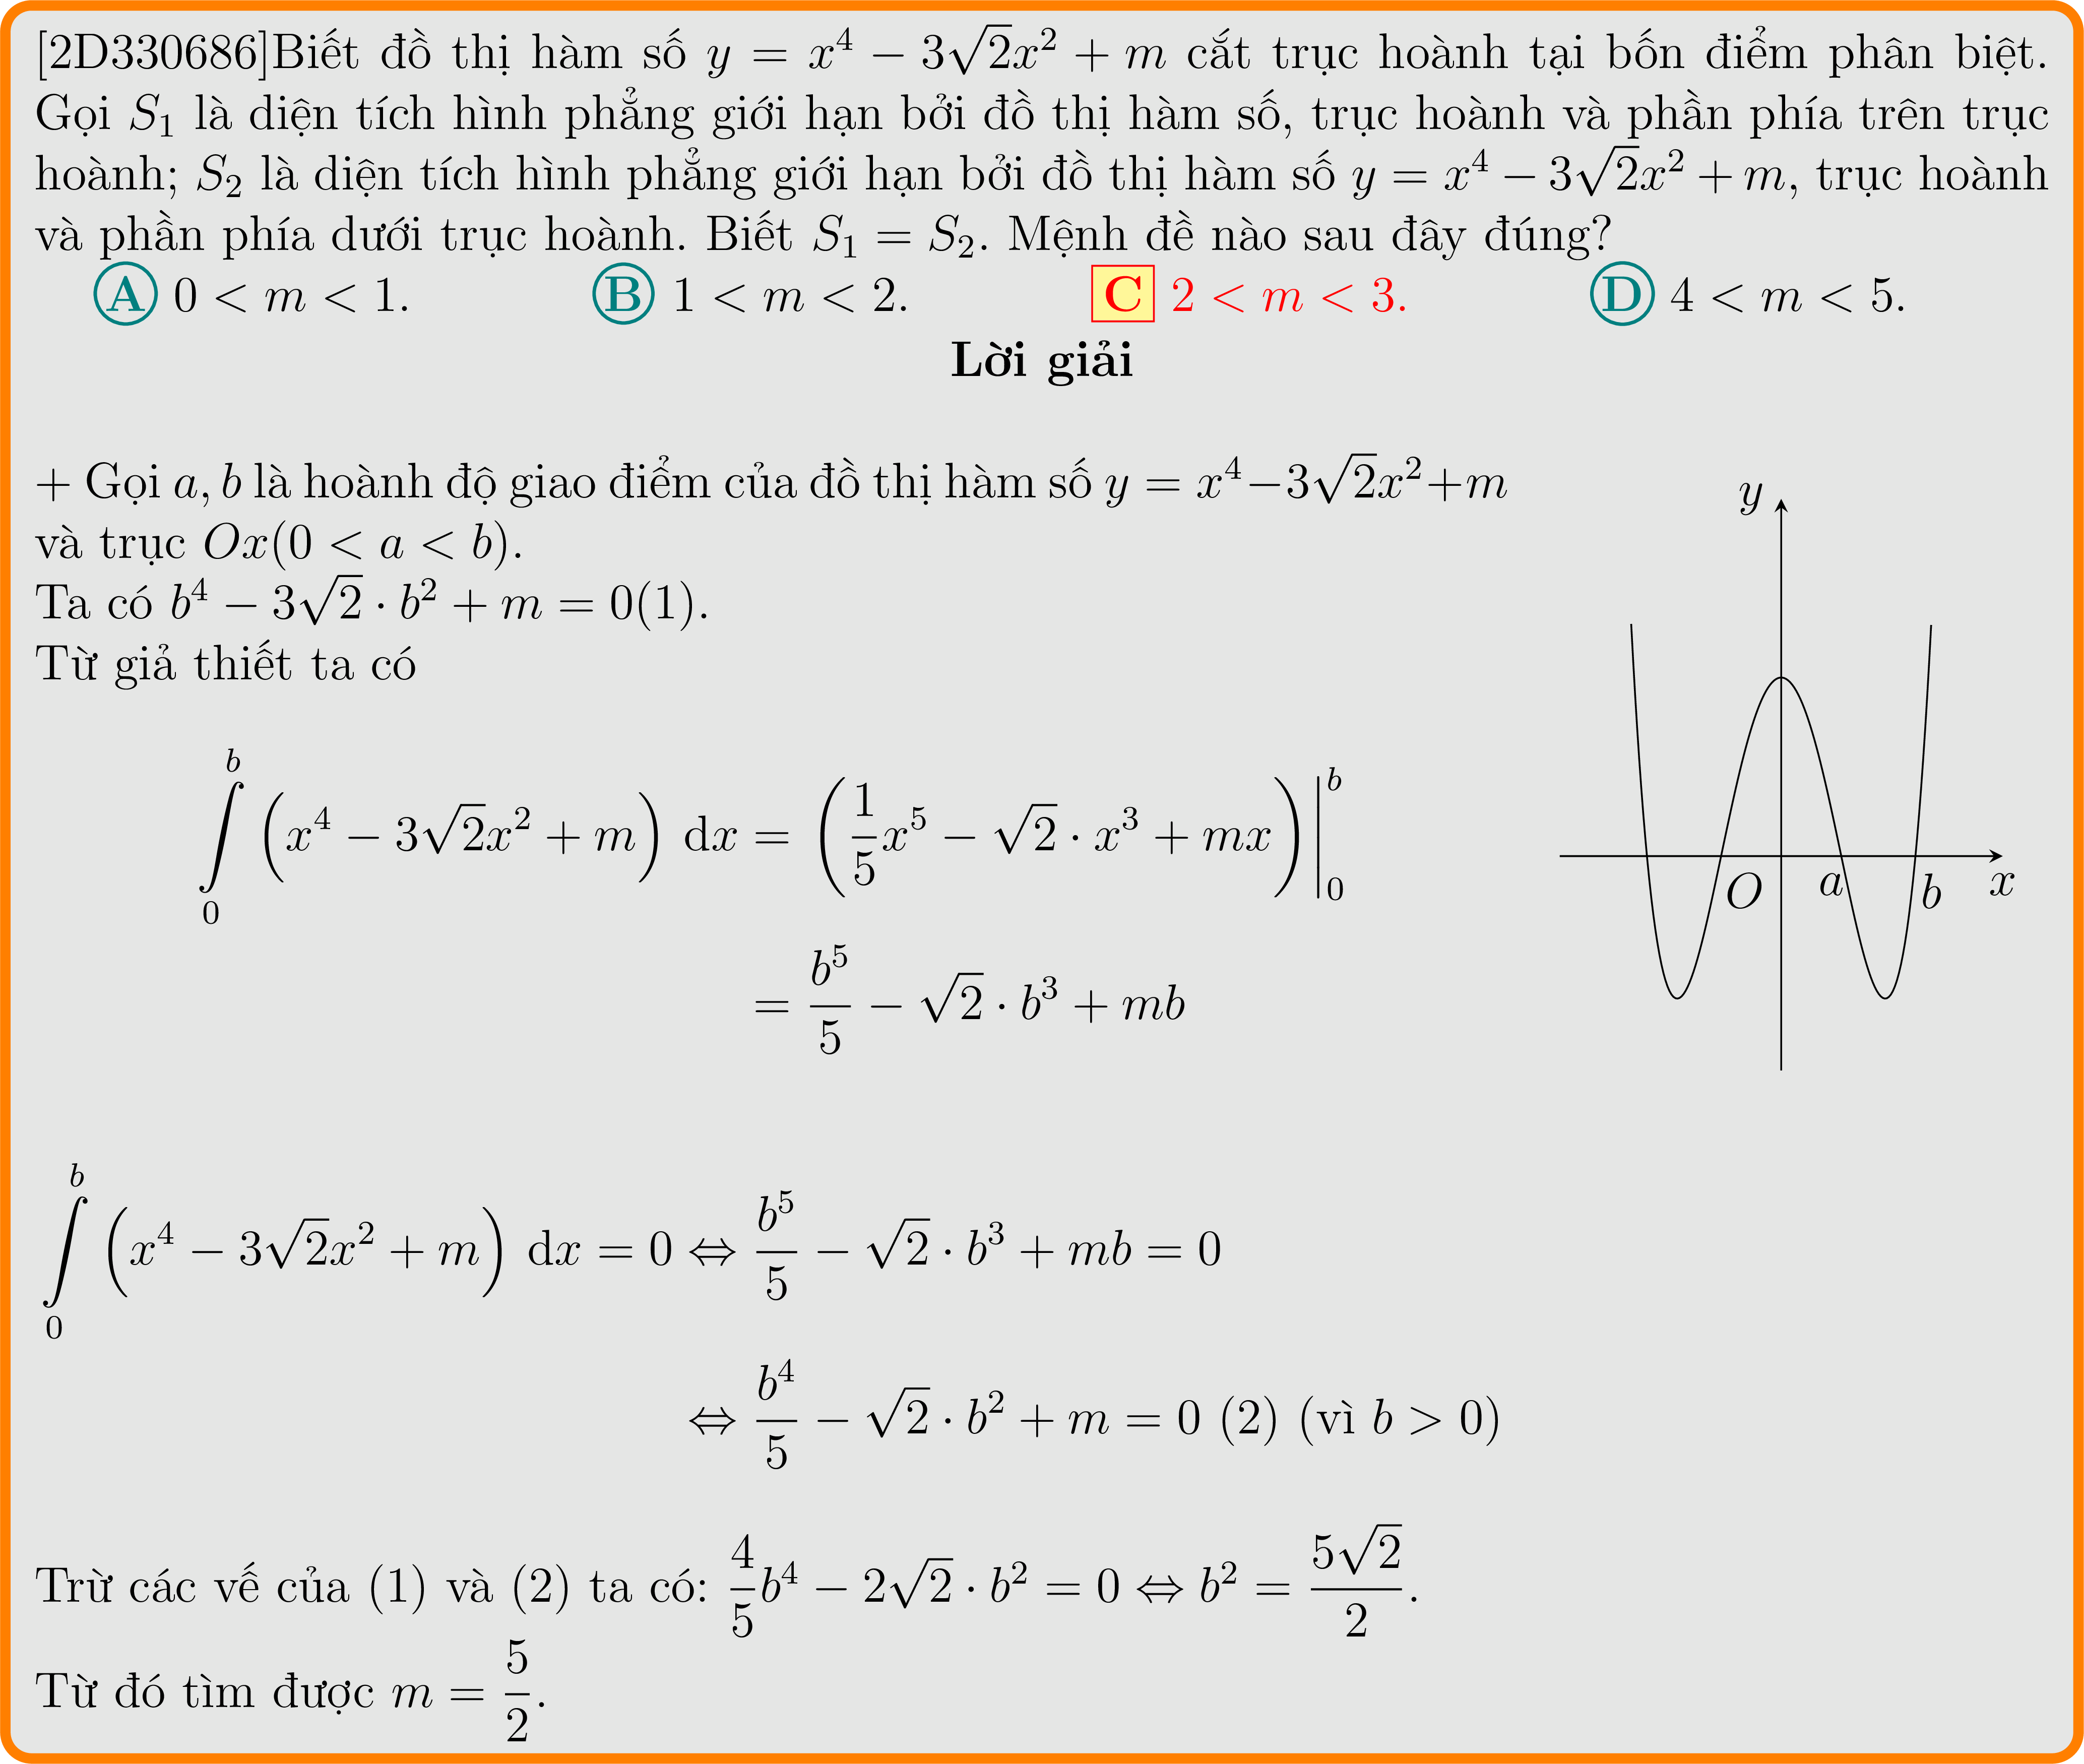 [2D330686]Biết đồ thị hàm số $y = x^4 - 3\sqrt{2}x^2 + m$ cắt trục hoành tại bốn điểm phân biệt.
Gọi $S_1$ là diện tích hình phẳng giới hạn bởi đồ thị hàm số, trục hoành và phần phía trên trục
hoành; $S_2$ là diện tích hình phẳng giới hạn bởi đồ thị hàm số $y = x^4 - 3\sqrt{2}x^2 + m$, trục hoành
và phần phía dưới trục hoành. Biết $S_1 = S_2$. Mệnh đề nào sau đây đúng?
A $0 < m < 1$. B $1 < m < 2$. C $2 < m < 3$. D $4 < m < 5$.
Lời giải
+ Gọi $a, b$ là hoành độ giao điểm của đồ thị hàm số $y = x^4 - 3\sqrt{2}x^2 + m$
và trục $Ox(0 < a < b)$.
Ta có $b^4 - 3\sqrt{2} \cdot b^2 + m = 0(1)$.
Từ giả thiết ta có
$\int\limits_0^b \left(x^4 - 3\sqrt{2}x^2 + m\right) \mathrm{d}x = \left.\left(\frac{1}{5}x^5 - \sqrt{2} \cdot x^3 + mx\right)\right|_0^b$
$= \frac{b^5}{5} - \sqrt{2} \cdot b^3 + mb$
y
O a b x
$\int\limits_0^b \left(x^4 - 3\sqrt{2}x^2 + m\right) \mathrm{d}x = 0 \Leftrightarrow \frac{b^5}{5} - \sqrt{2} \cdot b^3 + mb = 0$
$\Leftrightarrow \frac{b^4}{5} - \sqrt{2} \cdot b^2 + m = 0$ (2) (vì $b > 0$)
Trừ các vế của (1) và (2) ta có: $\frac{4}{5}b^4 - 2\sqrt{2} \cdot b^2 = 0 \Leftrightarrow b^2 = \frac{5\sqrt{2}}{2}$.
Từ đó tìm được $m = \frac{5}{2}$.